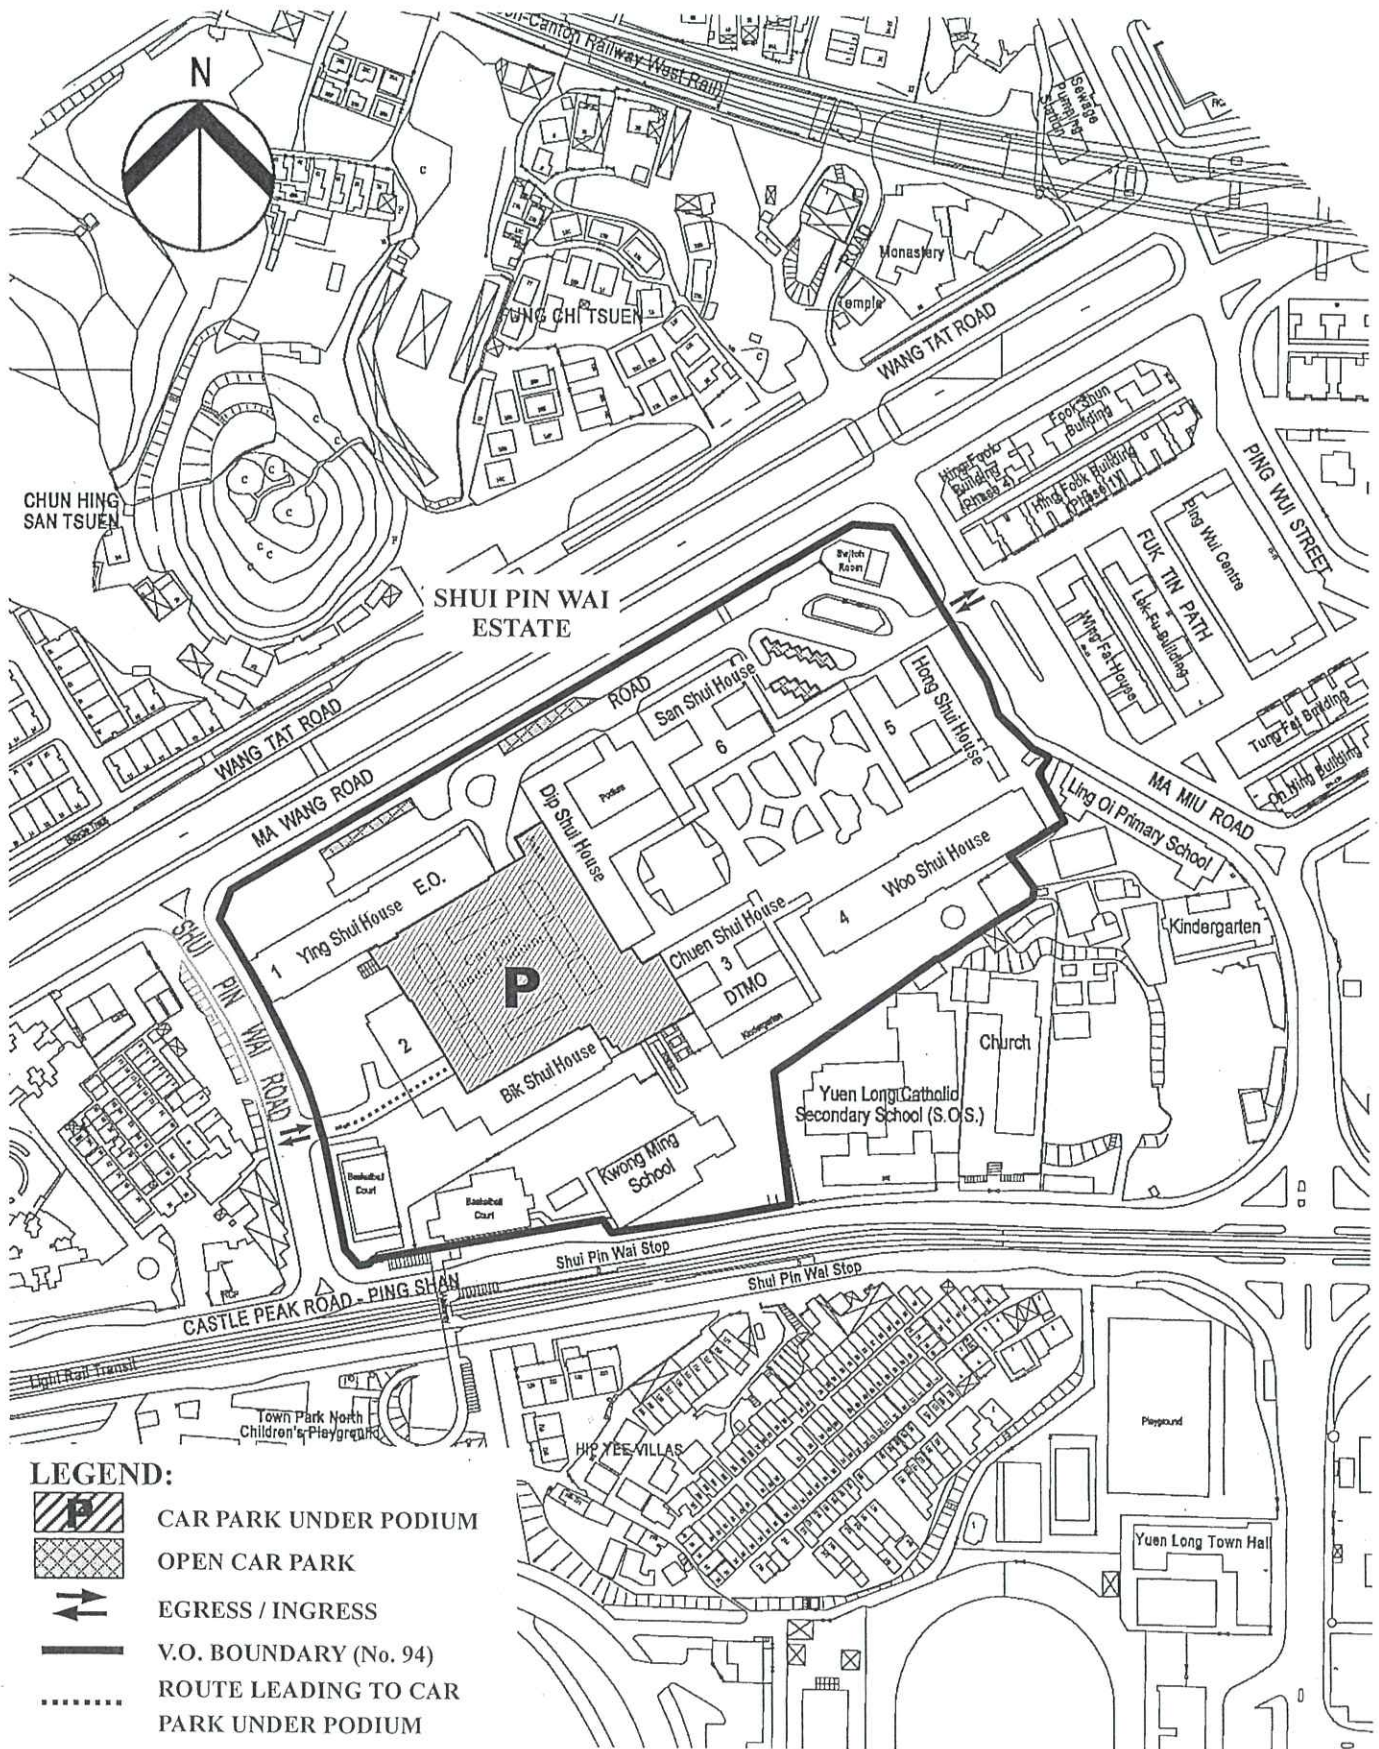 N
-Canton Railway West Rail)
Sewage
Pumping
Station
ROAD
Monastery
Temple
UNG CHI TSUEN
WANG TAT ROAD
CHUN HING
SAN TSUEN
Hing Fook
Building
(Phase 4)
Fook Shun
Building
Hing Fook Building
(Phase 1)
PING WUI STREET
Ping Wui Centre
FUK TIN PATH
Lok Fu Building
Wing Fat House
Tung Fat Building
On Ning Building
SHUI PIN WAI
ESTATE
Switch
Room
WANG TAT ROAD
MA WANG ROAD
ROAD
San Shui House
6
Hong Shui House
5
Podium
Dip Shui House
MA MIU ROAD
Ling Oi Primary School
Kindergarten
Ying Shui House
E.O.
1
Car Park
Under Podium
P
Woo Shui House
4
Chuen Shui House
3
DTMO
Kindergarten
2
Bik Shui House
SHUI PIN WAI ROAD
Church
Yuen Long Catholic
Secondary School (S.O.S.)
Kwong Ming
School
Basketball
Court
Basketball
Court
Shui Pin Wai Stop
Shui Pin Wai Stop
CASTLE PEAK ROAD - PING SHAN
Light Rail Transit
Town Park North
Children's Playground
HIP YEE VILLAS
Playground
Yuen Long Town Hall
LEGEND:
P
CAR PARK UNDER PODIUM
OPEN CAR PARK
EGRESS / INGRESS
V.O. BOUNDARY (No. 94)
ROUTE LEADING TO CAR
PARK UNDER PODIUM